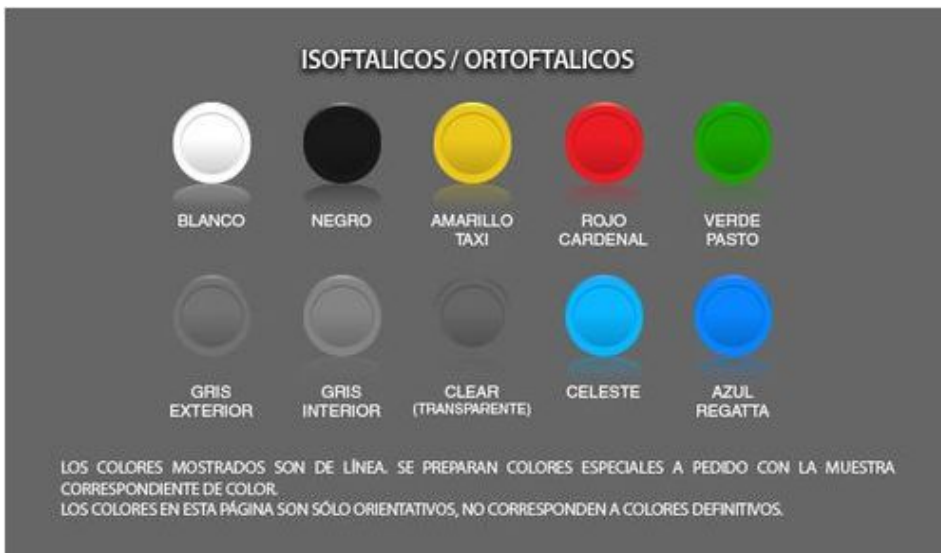 ISOFTALICOS / ORTOFTALICOS
BLANCO
NEGRO
AMARILLO
TAXI
ROJO
CARDENAL
VERDE
PASTO
GRIS
EXTERIOR
GRIS
INTERIOR
CLEAR
(TRANSPARENTE)
CELESTE
AZUL
REGATTA
LOS COLORES MOSTRADOS SON DE LÍNEA. SE PREPARAN COLORES ESPECIALES A PEDIDO CON LA MUESTRA
CORRESPONDIENTE DE COLOR.
LOS COLORES EN ESTA PÁGINA SON SÓLO ORIENTATIVOS, NO CORRESPONDEN A COLORES DEFINITIVOS.